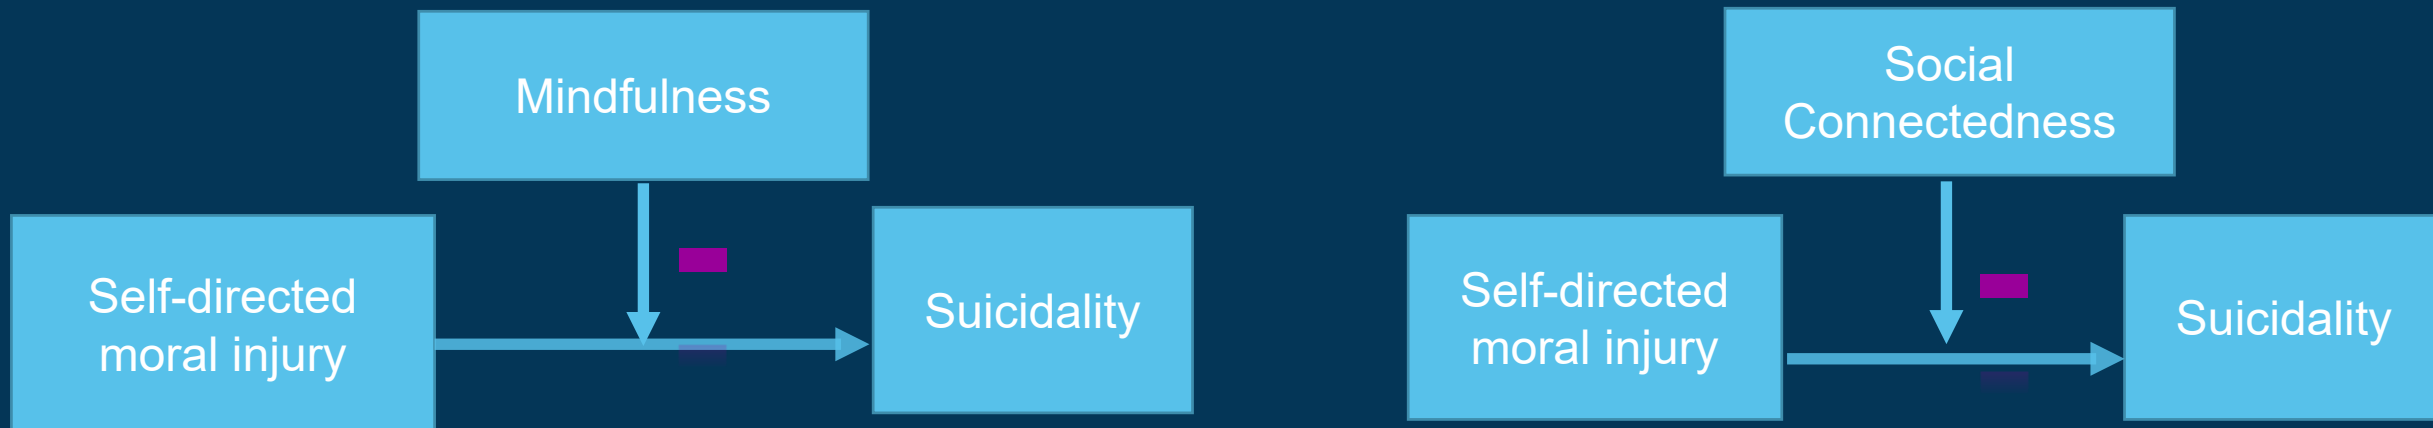 Mindfulness
Self-directed
moral injury
Suicidality
Social
Connectedness
Self-directed
moral injury
Suicidality